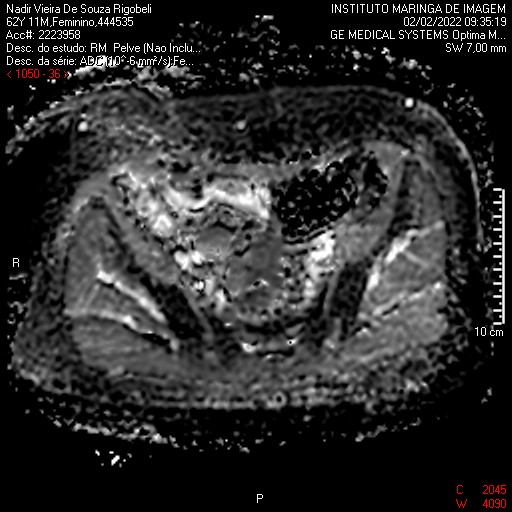 Nadir Vieira De Souza Rigobeli
62Y 11M,Feminino,444535
Acc#: 2223958
Desc. do estudo: RM  Pelve (Nao Inclu...
Desc. da série: ADC (10^-6 mm²/s):Fe...
< 1050 - 36 >
INSTITUTO MARINGA DE IMAGEM
02/02/2022 09:35:19
GE MEDICAL SYSTEMS Optima M...
SW 7,00 mm
R
10 cm
P
C 2045
W 4090